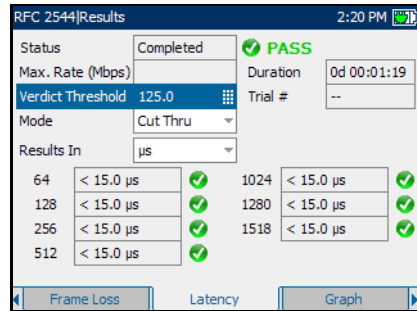 RFC 2544|Results 2:20 PM
Status Completed PASS
Max. Rate (Mbps) Duration 0d 00:01:19
Verdict Threshold 125.0 Trial # --
Mode Cut Thru
Results In µs
64 < 15.0 µs 1024 < 15.0 µs
128 < 15.0 µs 1280 < 15.0 µs
256 < 15.0 µs 1518 < 15.0 µs
512 < 15.0 µs
Frame Loss Latency Graph